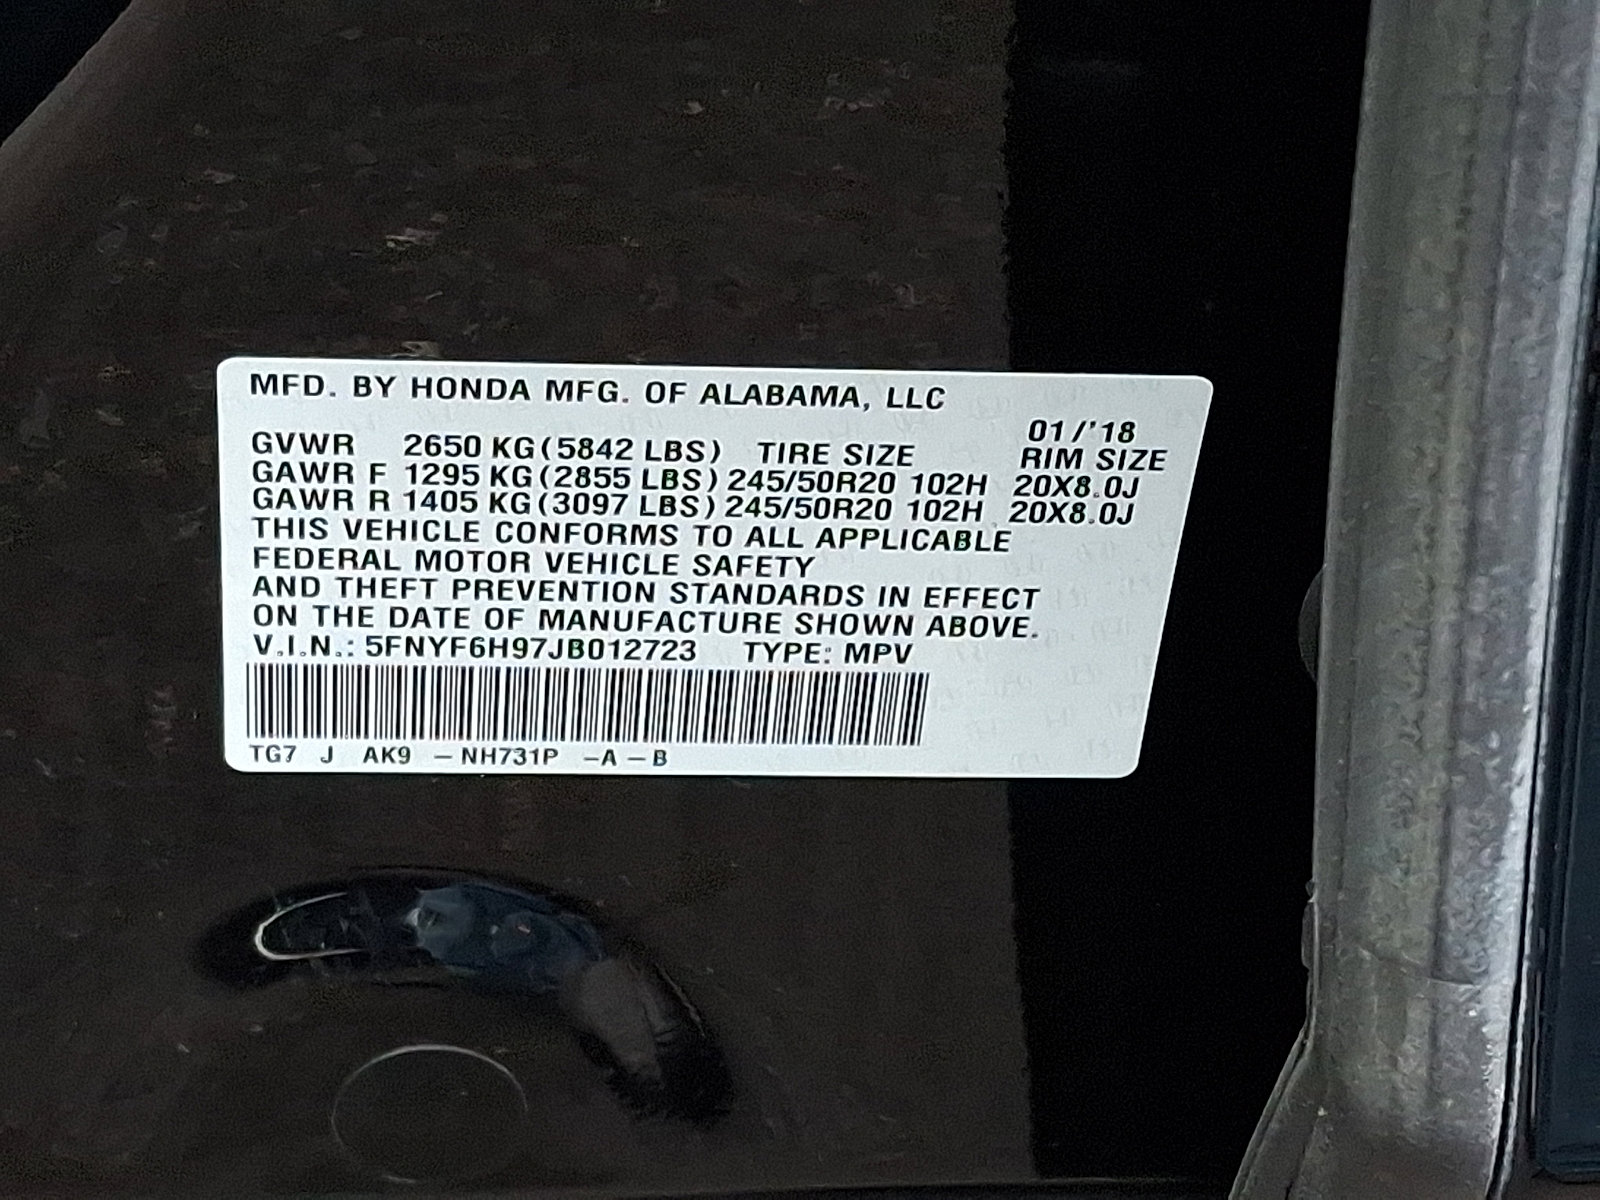 MFD. BY HONDA MFG. OF ALABAMA, LLC
01/'18
GVWR 2650 KG(5842 LBS) TIRE SIZE RIM SIZE
GAWR F 1295 KG(2855 LBS) 245/50R20 102H 20X8.0J
GAWR R 1405 KG(3097 LBS) 245/50R20 102H 20X8.0J
THIS VEHICLE CONFORMS TO ALL APPLICABLE
FEDERAL MOTOR VEHICLE SAFETY
AND THEFT PREVENTION STANDARDS IN EFFECT
ON THE DATE OF MANUFACTURE SHOWN ABOVE.
V.I.N.: 5FNYF6H97JB012723 TYPE: MPV
TG7 J AK9 -NH731P -A-B